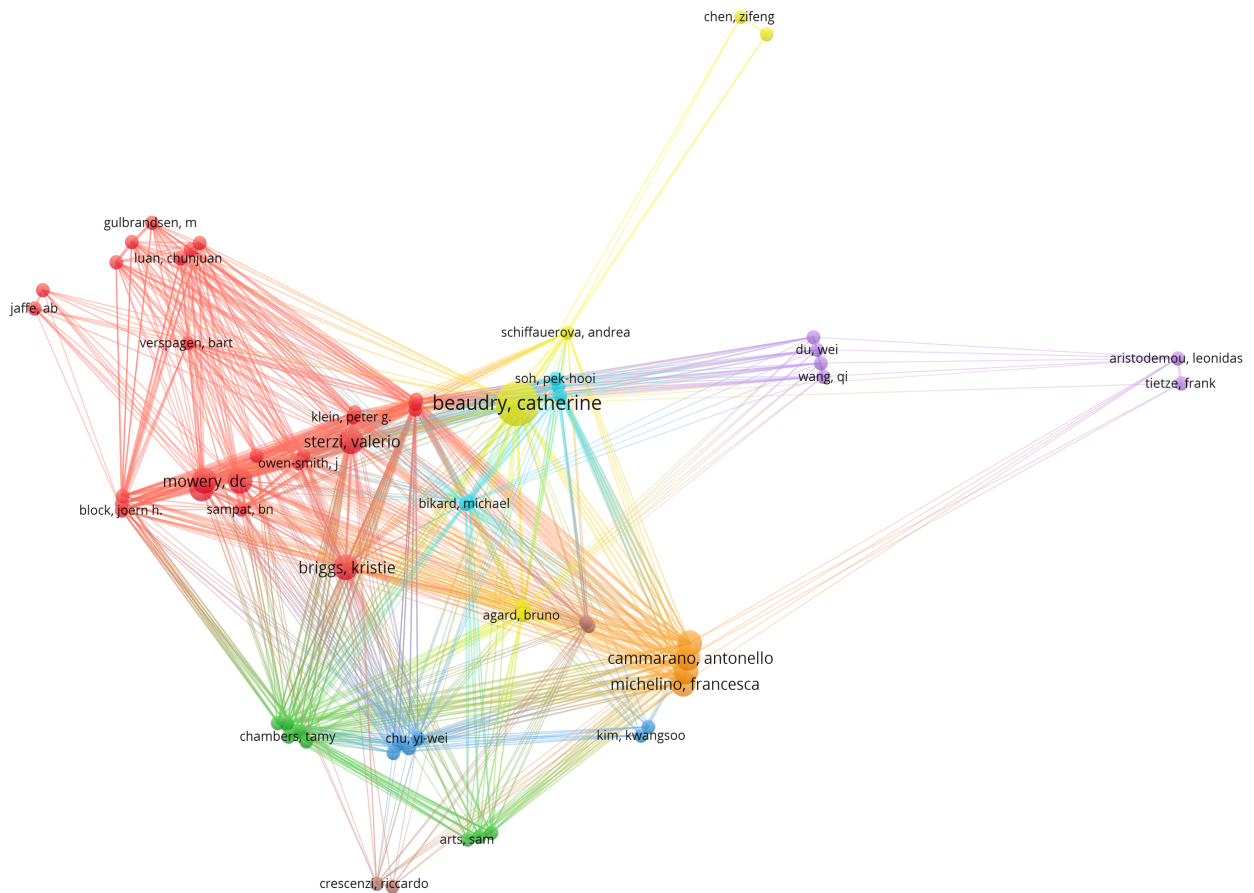 chen, zifeng
gulbrandsen, m
luan, chunjuan
jaffe, ab
schiffauerova, andrea
verspagen, bart
du, wei
aristodemou, leonidas
soh, pek-hooi
wang, qi
tietze, frank
beaudry, catherine
klein, peter g.
sterzi, valerio
owen-smith, j
mowery, dc
bikard, michael
block, joern h.
sampat, bn
briggs, kristie
agard, bruno
cammarano, antonello
michelino, francesca
chambers, tamy
chu, yi-wei
kim, kwangsoo
arts, sam
crescenzi, riccardo